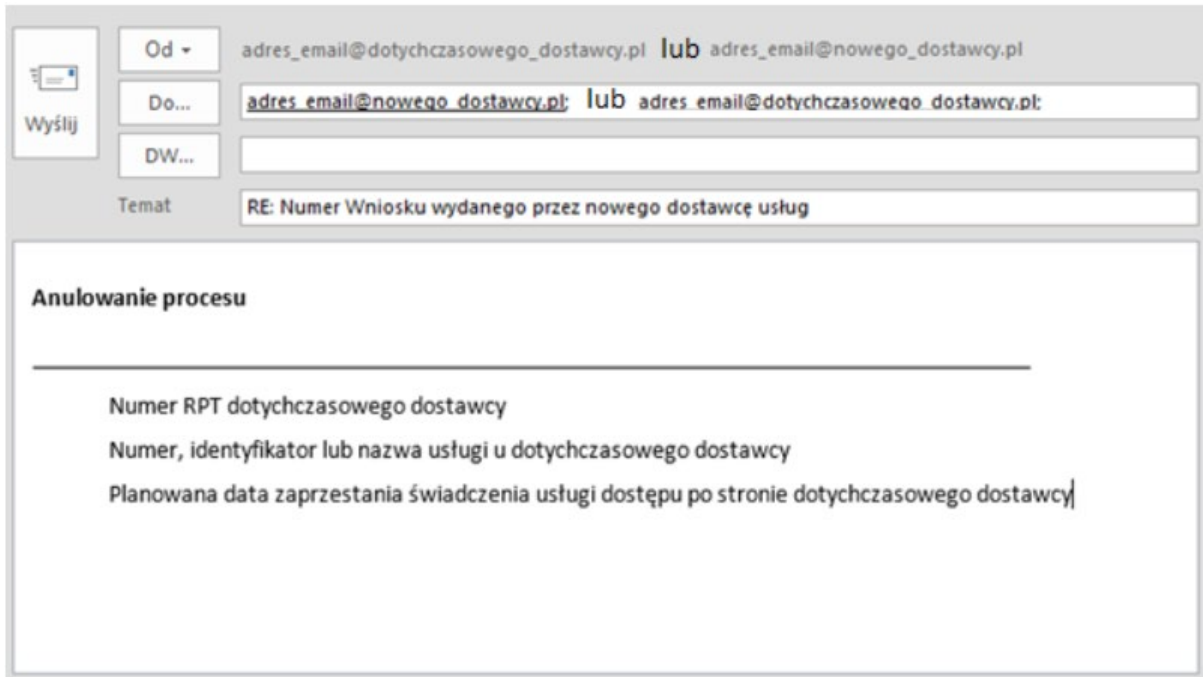 Od
adres_email@dotychczasowego_dostawcy.pl lub adres_email@nowego_dostawcy.pl
Wyślij
Do...
adres_email@nowego_dostawcy.pl; lub adres_email@dotychczasowego_dostawcy.pl;
DW...
Temat
RE: Numer Wniosku wydanego przez nowego dostawcę usług
Anulowanie procesu
Numer RPT dotychczasowego dostawcy
Numer, identyfikator lub nazwa usługi u dotychczasowego dostawcy
Planowana data zaprzestania świadczenia usługi dostępu po stronie dotychczasowego dostawcy